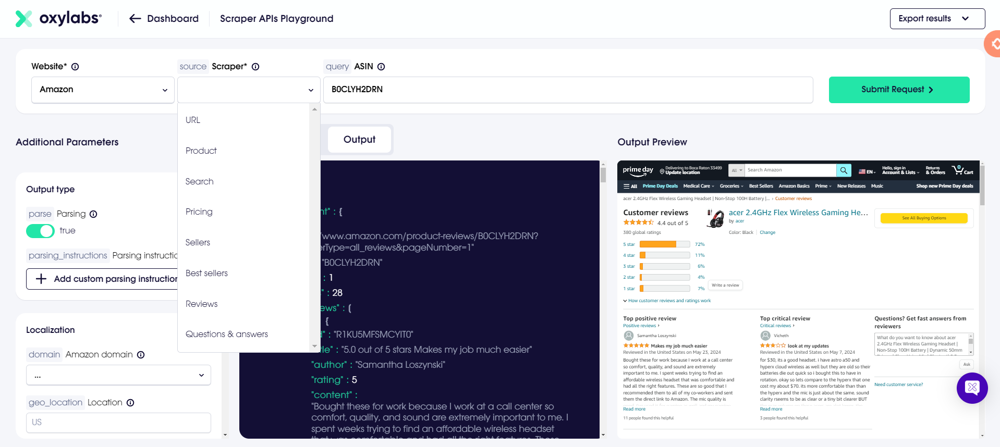 oxylabs®
Dashboard
Scraper APIs Playground
Export results
Website*
source Scraper*
query ASIN
Amazon
B0CLYH2DRN
Submit Request
URL
Product
Search
Pricing
Sellers
Best sellers
Reviews
Questions & answers
Additional Parameters
Output type
parse Parsing
true
parsing_instructions Parsing instructio
Add custom parsing instruction
Localization
domain Amazon domain
...
geo_location Location
US
Output
nt" : {
/www.amazon.com/product-reviews/B0CLYH2DRN?
erType=all_reviews&pageNumber=1"
"B0CLYH2DRN"
: 1
" : 28
ews" : [
{
d" : "R1KU5MFSMCYIT0"
tle" : "5.0 out of 5 stars Makes my job much easier"
"author" : "Samantha Loszynski"
"rating" : 5
"content" :
"Bought these for work because I work at a call center so
comfort, quality, and sound are extremely important to me. I
spent weeks trying to find an affordable wireless headset
that was comfortable and had all the right features. These
Output Preview
prime day
Delivering to Boca Raton 33499
Update location
All
Search Amazon
EN
Hello, sign in
Account & Lists
Returns
& Orders
0
Cart
All
Prime Day Deals
Medical Care
Groceries
Best Sellers
Amazon Basics
Prime
New Releases
Music
Shop new Prime Day deals
acer 2.4GHz Flex Wireless Gaming Headset | Non-Stop 100H Battery |... › Customer reviews
Customer reviews
4.4 out of 5
380 global ratings
5 star 72%
4 star 11%
3 star 6%
2 star 4%
1 star 7%
How customer reviews and ratings work
acer 2.4GHz Flex Wireless Gaming He...
by acer
Color: Black | Change
Write a review
See All Buying Options
Top positive review
Positive reviews ›
Samantha Loszynski
Makes my job much easier
Reviewed in the United States on May 23, 2024
Bought these for work because I work at a call center
so comfort, quality, and sound are extremely
important to me. I spent weeks trying to find an
affordable wireless headset that was comfortable and
had all the right features. These are so good that I
recommended them to all of my co-workers and sent
them the direct link to Amazon. The mic quality is
Read more
11 people found this helpful
Top critical review
Critical reviews ›
Vicheth
look at my updates
Reviewed in the United States on May 7, 2024
for $30, its a good headset. i have astro a50 and
hyperx cloud wireless as well but they are old so their
batteries die out quick so i bought this to have in
rotation. okay so lets compare to the hyperx that one
cost my about $70. its more comfortable than than
the hyperx and the mic is just about the same. sound
clarity rseems to be as clear or a tiny bit clearer BUT
Read more
3 people found this helpful
Questions? Get fast answers from
reviewers
What do you want to know about acer
2.4GHz Flex Wireless Gaming Headset |
Non-Stop 100H Battery | Dynamic 50mm
Ask
Need customer service?